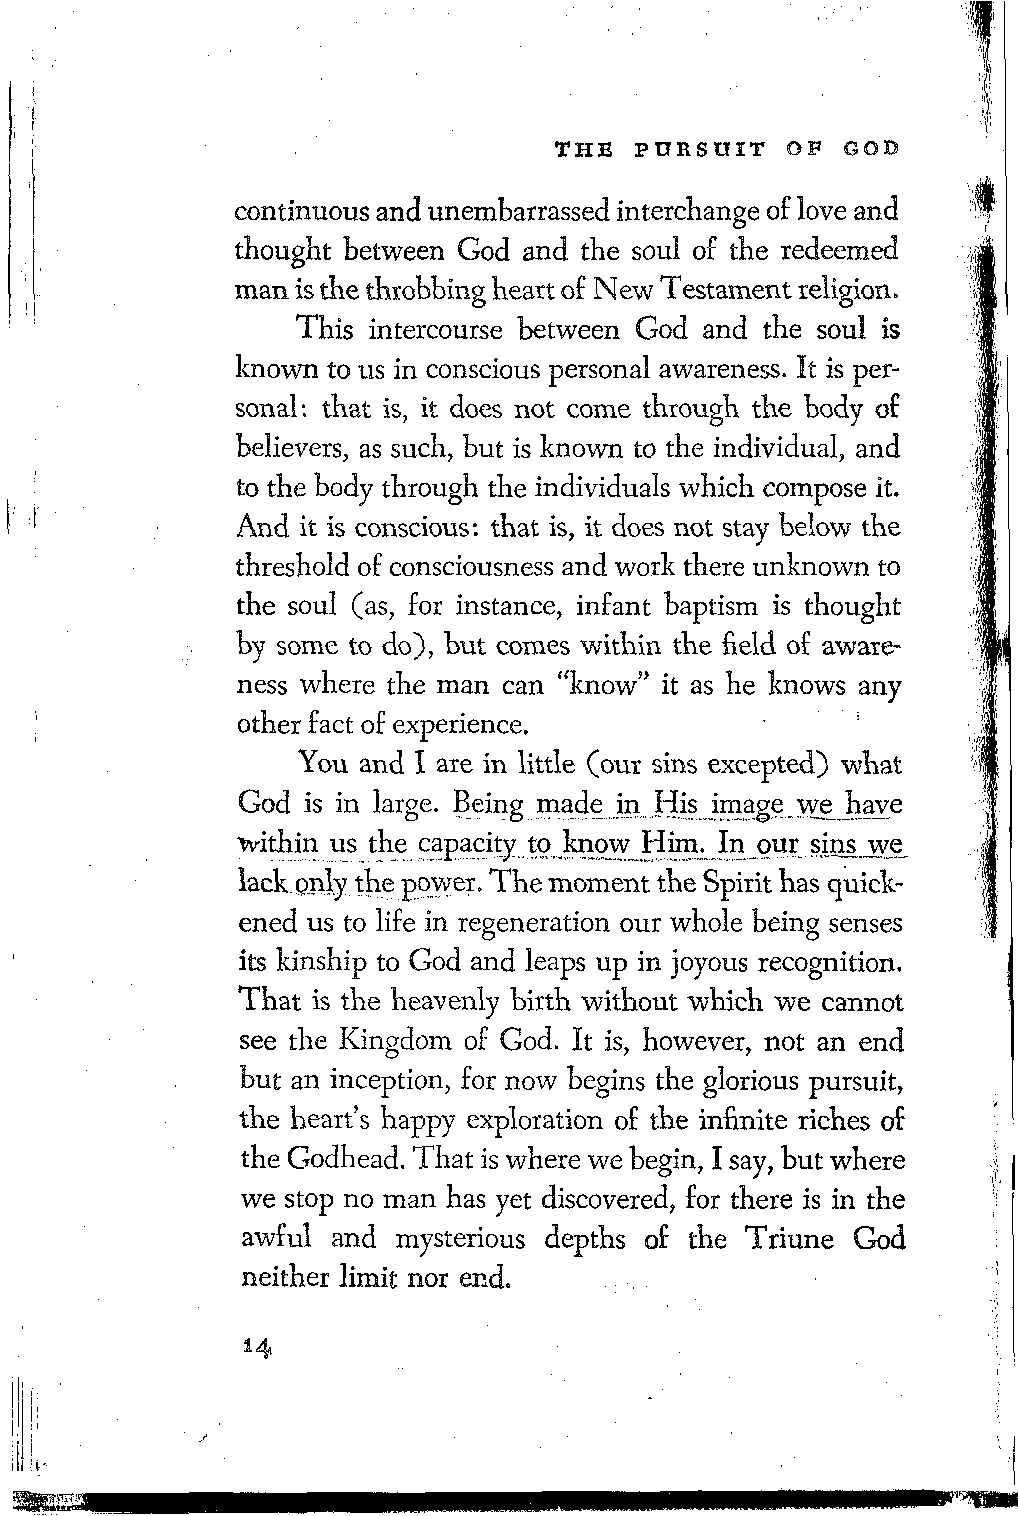 THE PURSUIT OF GOD
continuous and unembarrassed interchange of love and
thought between God and the soul of the redeemed
man is the throbbing heart of New Testament religion.
This intercourse between God and the soul is
known to us in conscious personal awareness. It is per-
sonal: that is, it does not come through the body of
believers, as such, but is known to the individual, and
to the body through the individuals which compose it.
And it is conscious: that is, it does not stay below the
threshold of consciousness and work there unknown to
the soul (as, for instance, infant baptism is thought
by some to do), but comes within the field of aware-
ness where the man can "know" it as he knows any
other fact of experience.
You and I are in little (our sins excepted) what
God is in large. Being made in His image we have
within us the capacity to know Him. In our sins we
lack only the power. The moment the Spirit has quick-
ened us to life in regeneration our whole being senses
its kinship to God and leaps up in joyous recognition.
That is the heavenly birth without which we cannot
see the Kingdom of God. It is, however, not an end
but an inception, for now begins the glorious pursuit,
the heart's happy exploration of the infinite riches of
the Godhead. That is where we begin, I say, but where
we stop no man has yet discovered, for there is in the
awful and mysterious depths of the Triune God
neither limit nor end.
14